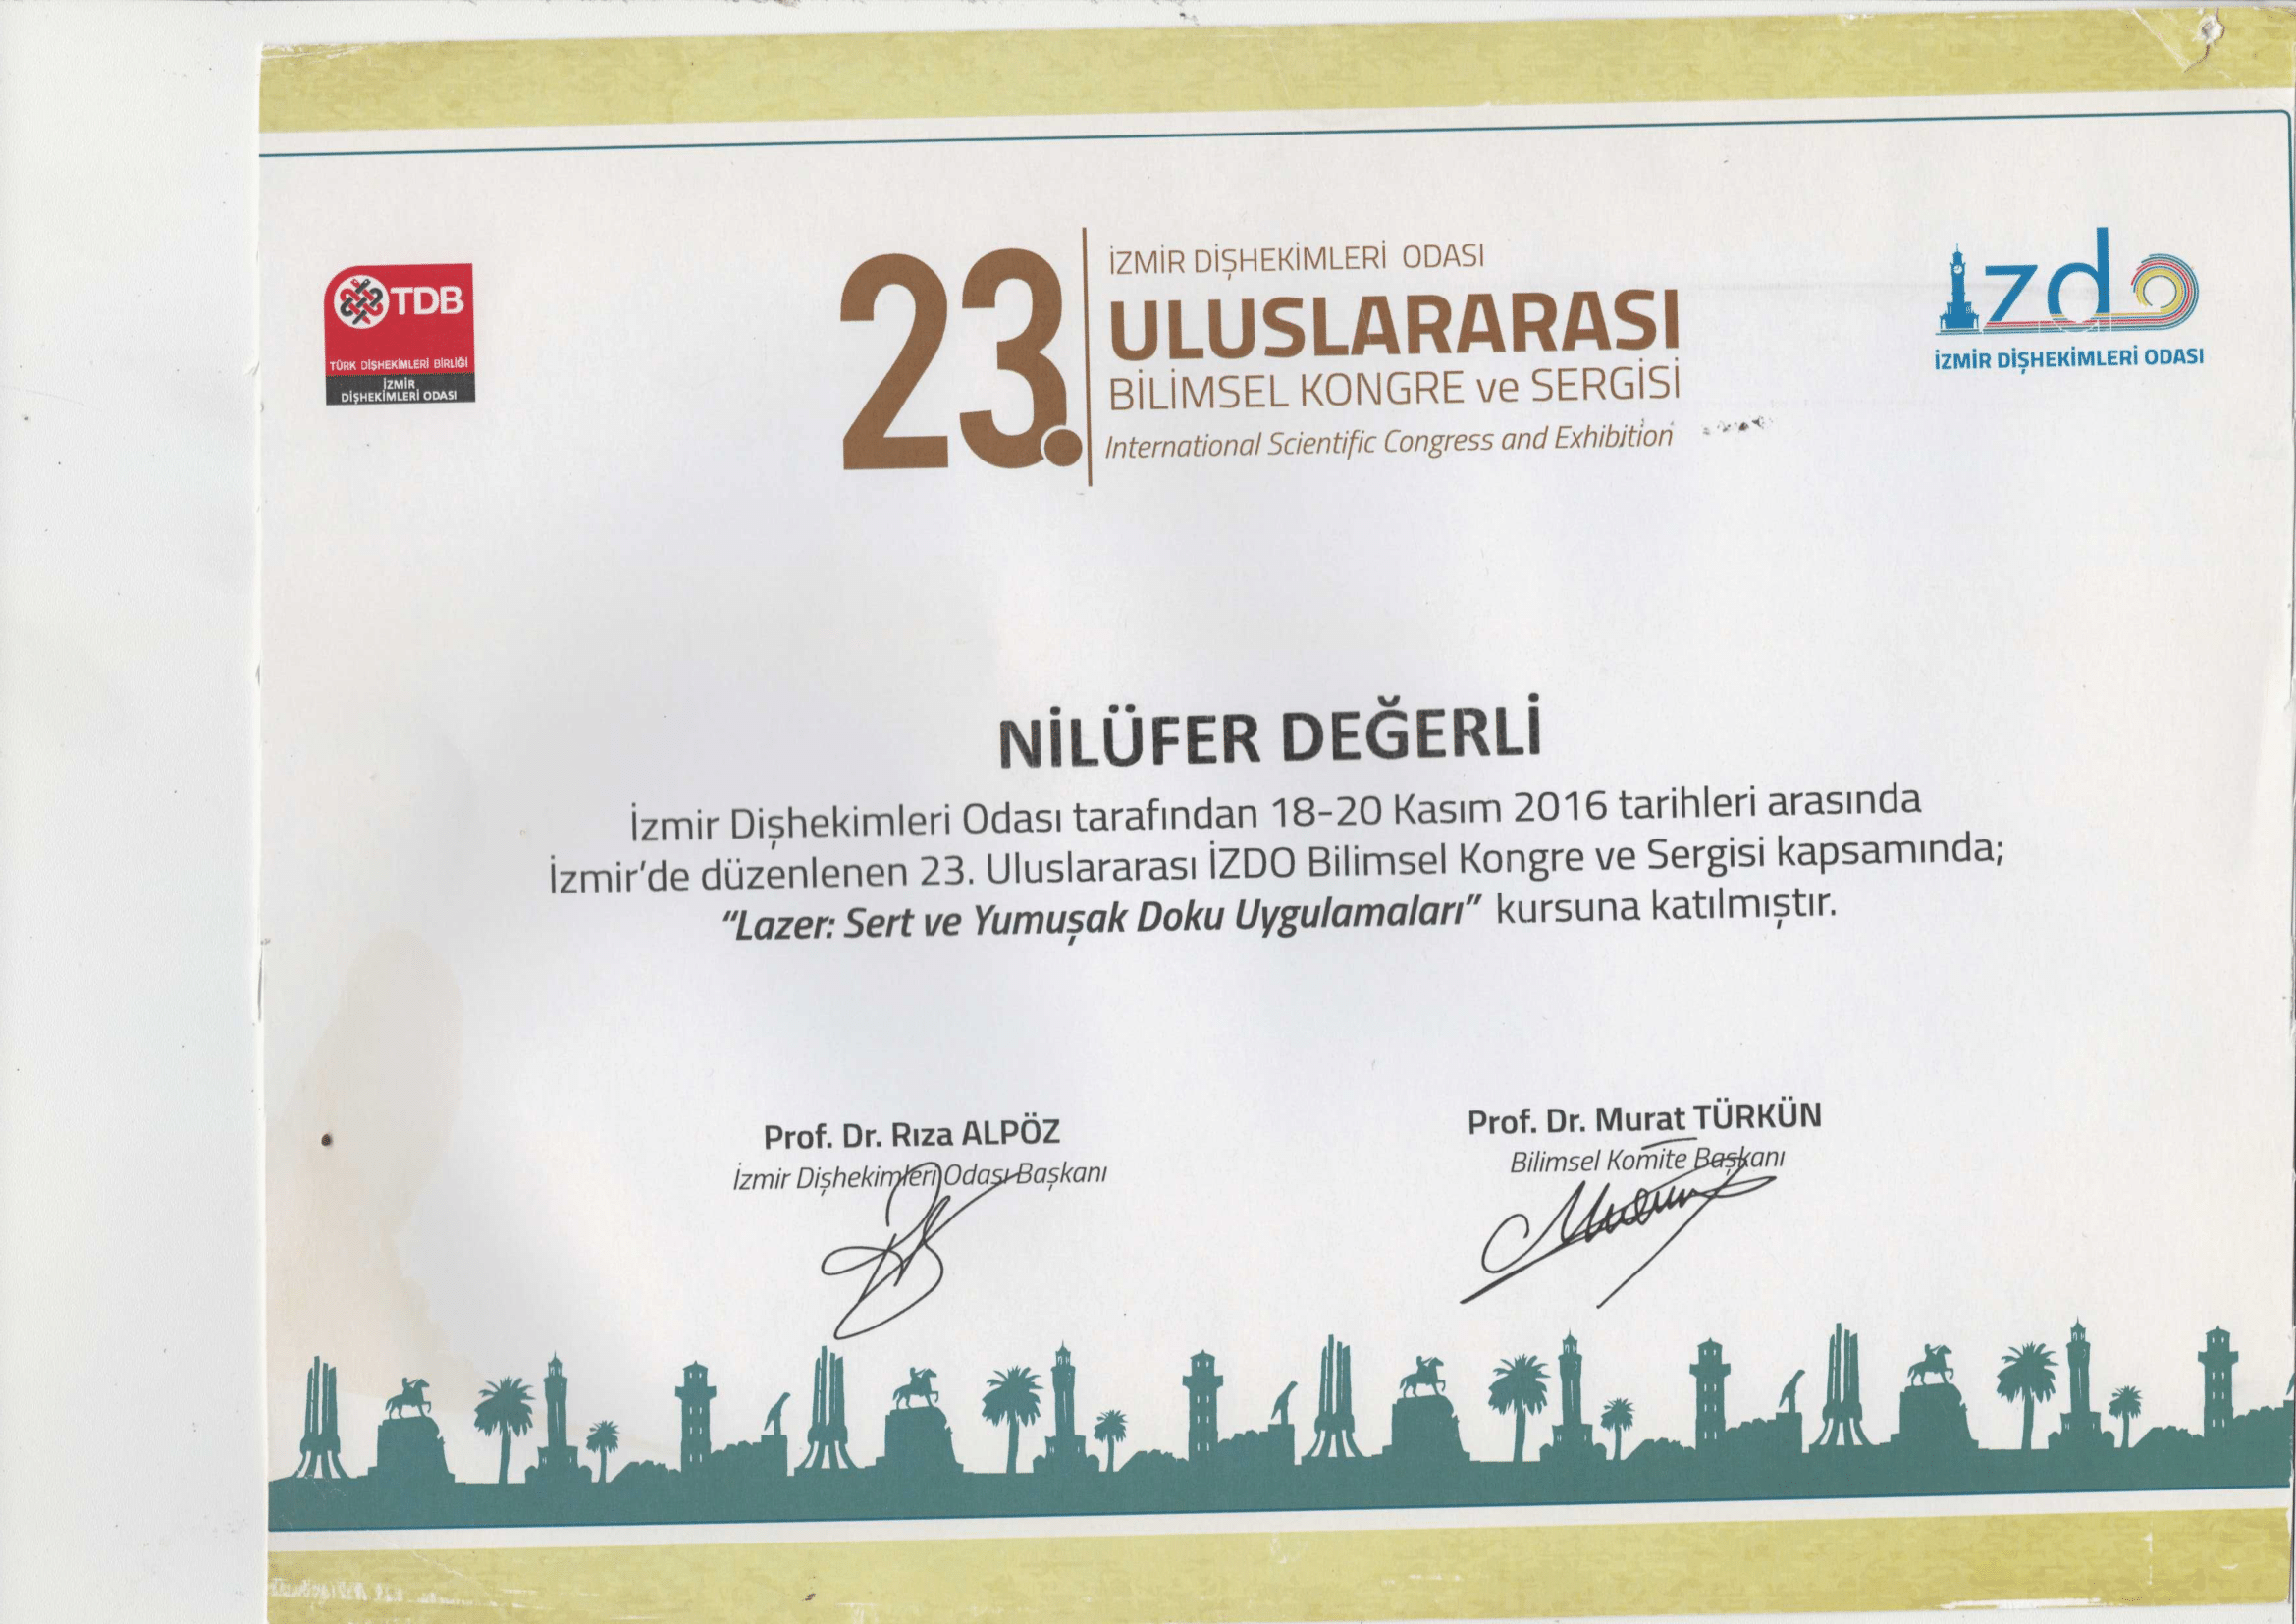 TDB
TÜRK DİŞHEKİMLERİ BİRLİĞİ
İZMİR
DİŞHEKİMLERİ ODASI
23.
İZMİR DİŞHEKİMLERİ ODASI
ULUSLARARASI
BİLİMSEL KONGRE ve SERGİSİ
International Scientific Congress and Exhibition
izdo
İZMİR DİŞHEKİMLERİ ODASI
NİLÜFER DEĞERLİ
İzmir Dişhekimleri Odası tarafından 18-20 Kasım 2016 tarihleri arasında
İzmir'de düzenlenen 23. Uluslararası İZDO Bilimsel Kongre ve Sergisi kapsamında;
"Lazer: Sert ve Yumuşak Doku Uygulamaları" kursuna katılmıştır.
Prof. Dr. Rıza ALPÖZ
İzmir Dişhekimleri Odası Başkanı
Prof. Dr. Murat TÜRKÜN
Bilimsel Komite Başkanı